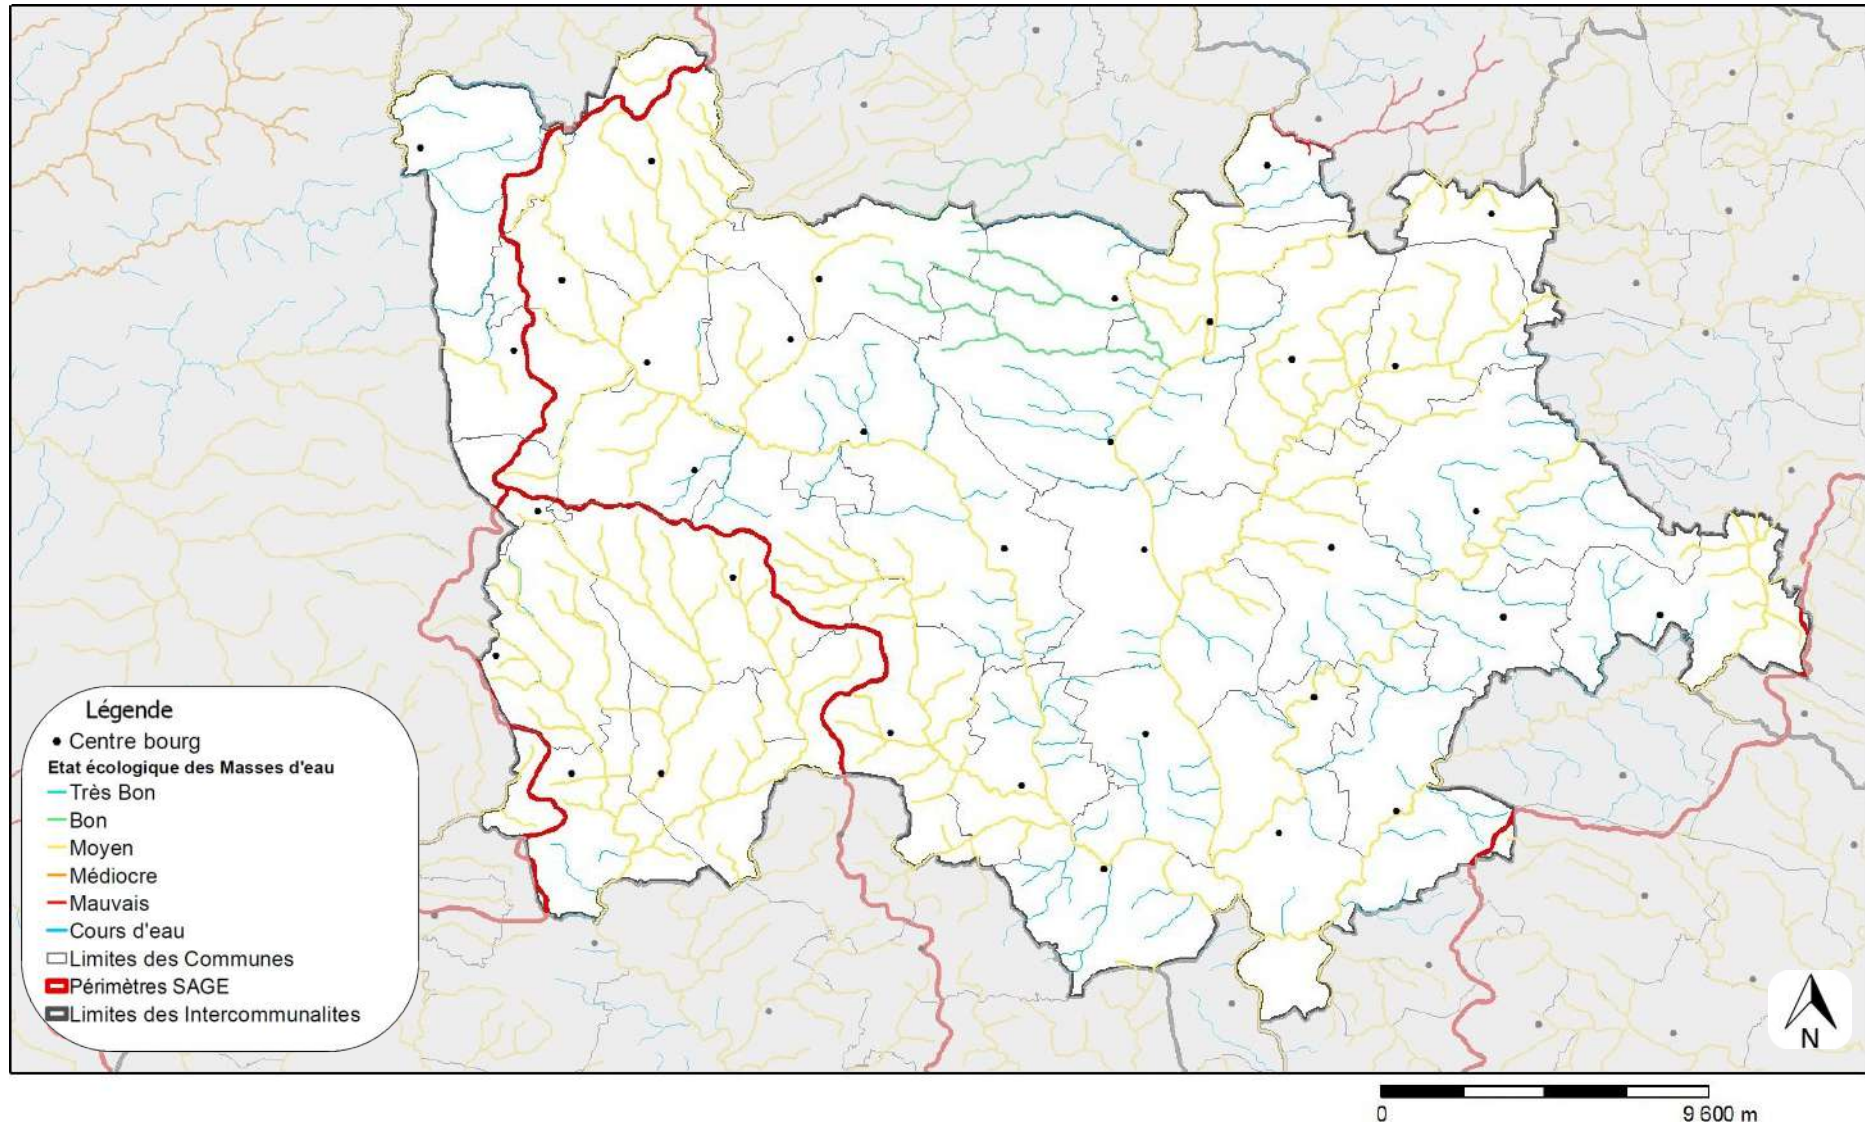 Légende
Centre bourg
Etat écologique des Masses d'eau
Très Bon
Bon
Moyen
Médiocre
Mauvais
Cours d'eau
Limites des Communes
Périmètres SAGE
Limites des Intercommunalites
N
0 9 600 m